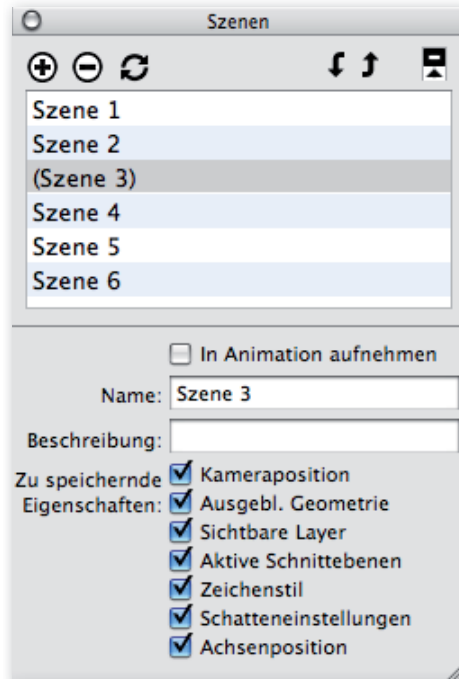 Szenen
Szene 1
Szene 2
(Szene 3)
Szene 4
Szene 5
Szene 6
In Animation aufnehmen
Name: Szene 3
Beschreibung:
Zu speichernde Eigenschaften:
Kameraposition
Ausgebl. Geometrie
Sichtbare Layer
Aktive Schnittebenen
Zeichenstil
Schatteneinstellungen
Achsenposition